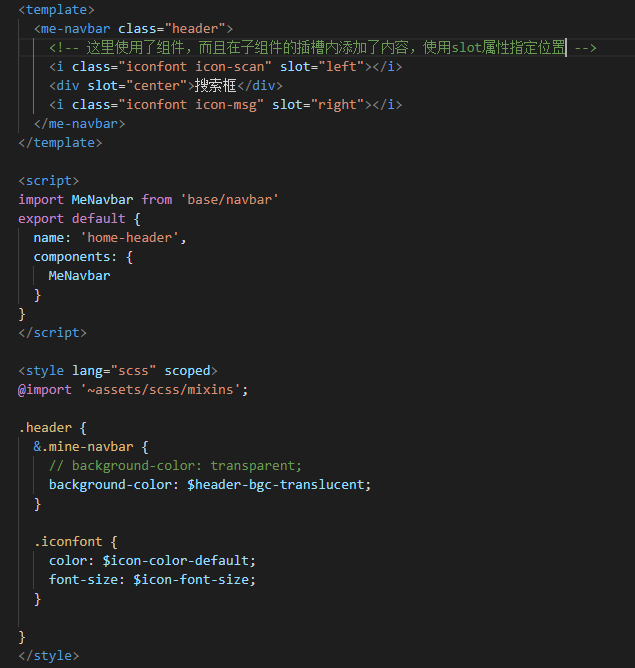 <template>
<me-navbar class="header">
<!-- 这里使用了组件，而且在子组件的插槽内添加了内容，使用slot属性指定位置 -->
<i class="iconfont icon-scan" slot="left"></i>
<div slot="center">搜索框</div>
<i class="iconfont icon-msg" slot="right"></i>
</me-navbar>
</template>
<script>
import MeNavbar from 'base/navbar'
export default {
name: 'home-header',
components: {
MeNavbar
}
}
</script>
<style lang="scss" scoped>
@import '~assets/scss/mixins';
.header {
&.mine-navbar {
// background-color: transparent;
background-color: $header-bgc-translucent;
}
.iconfont {
color: $icon-color-default;
font-size: $icon-font-size;
}
}
</style>